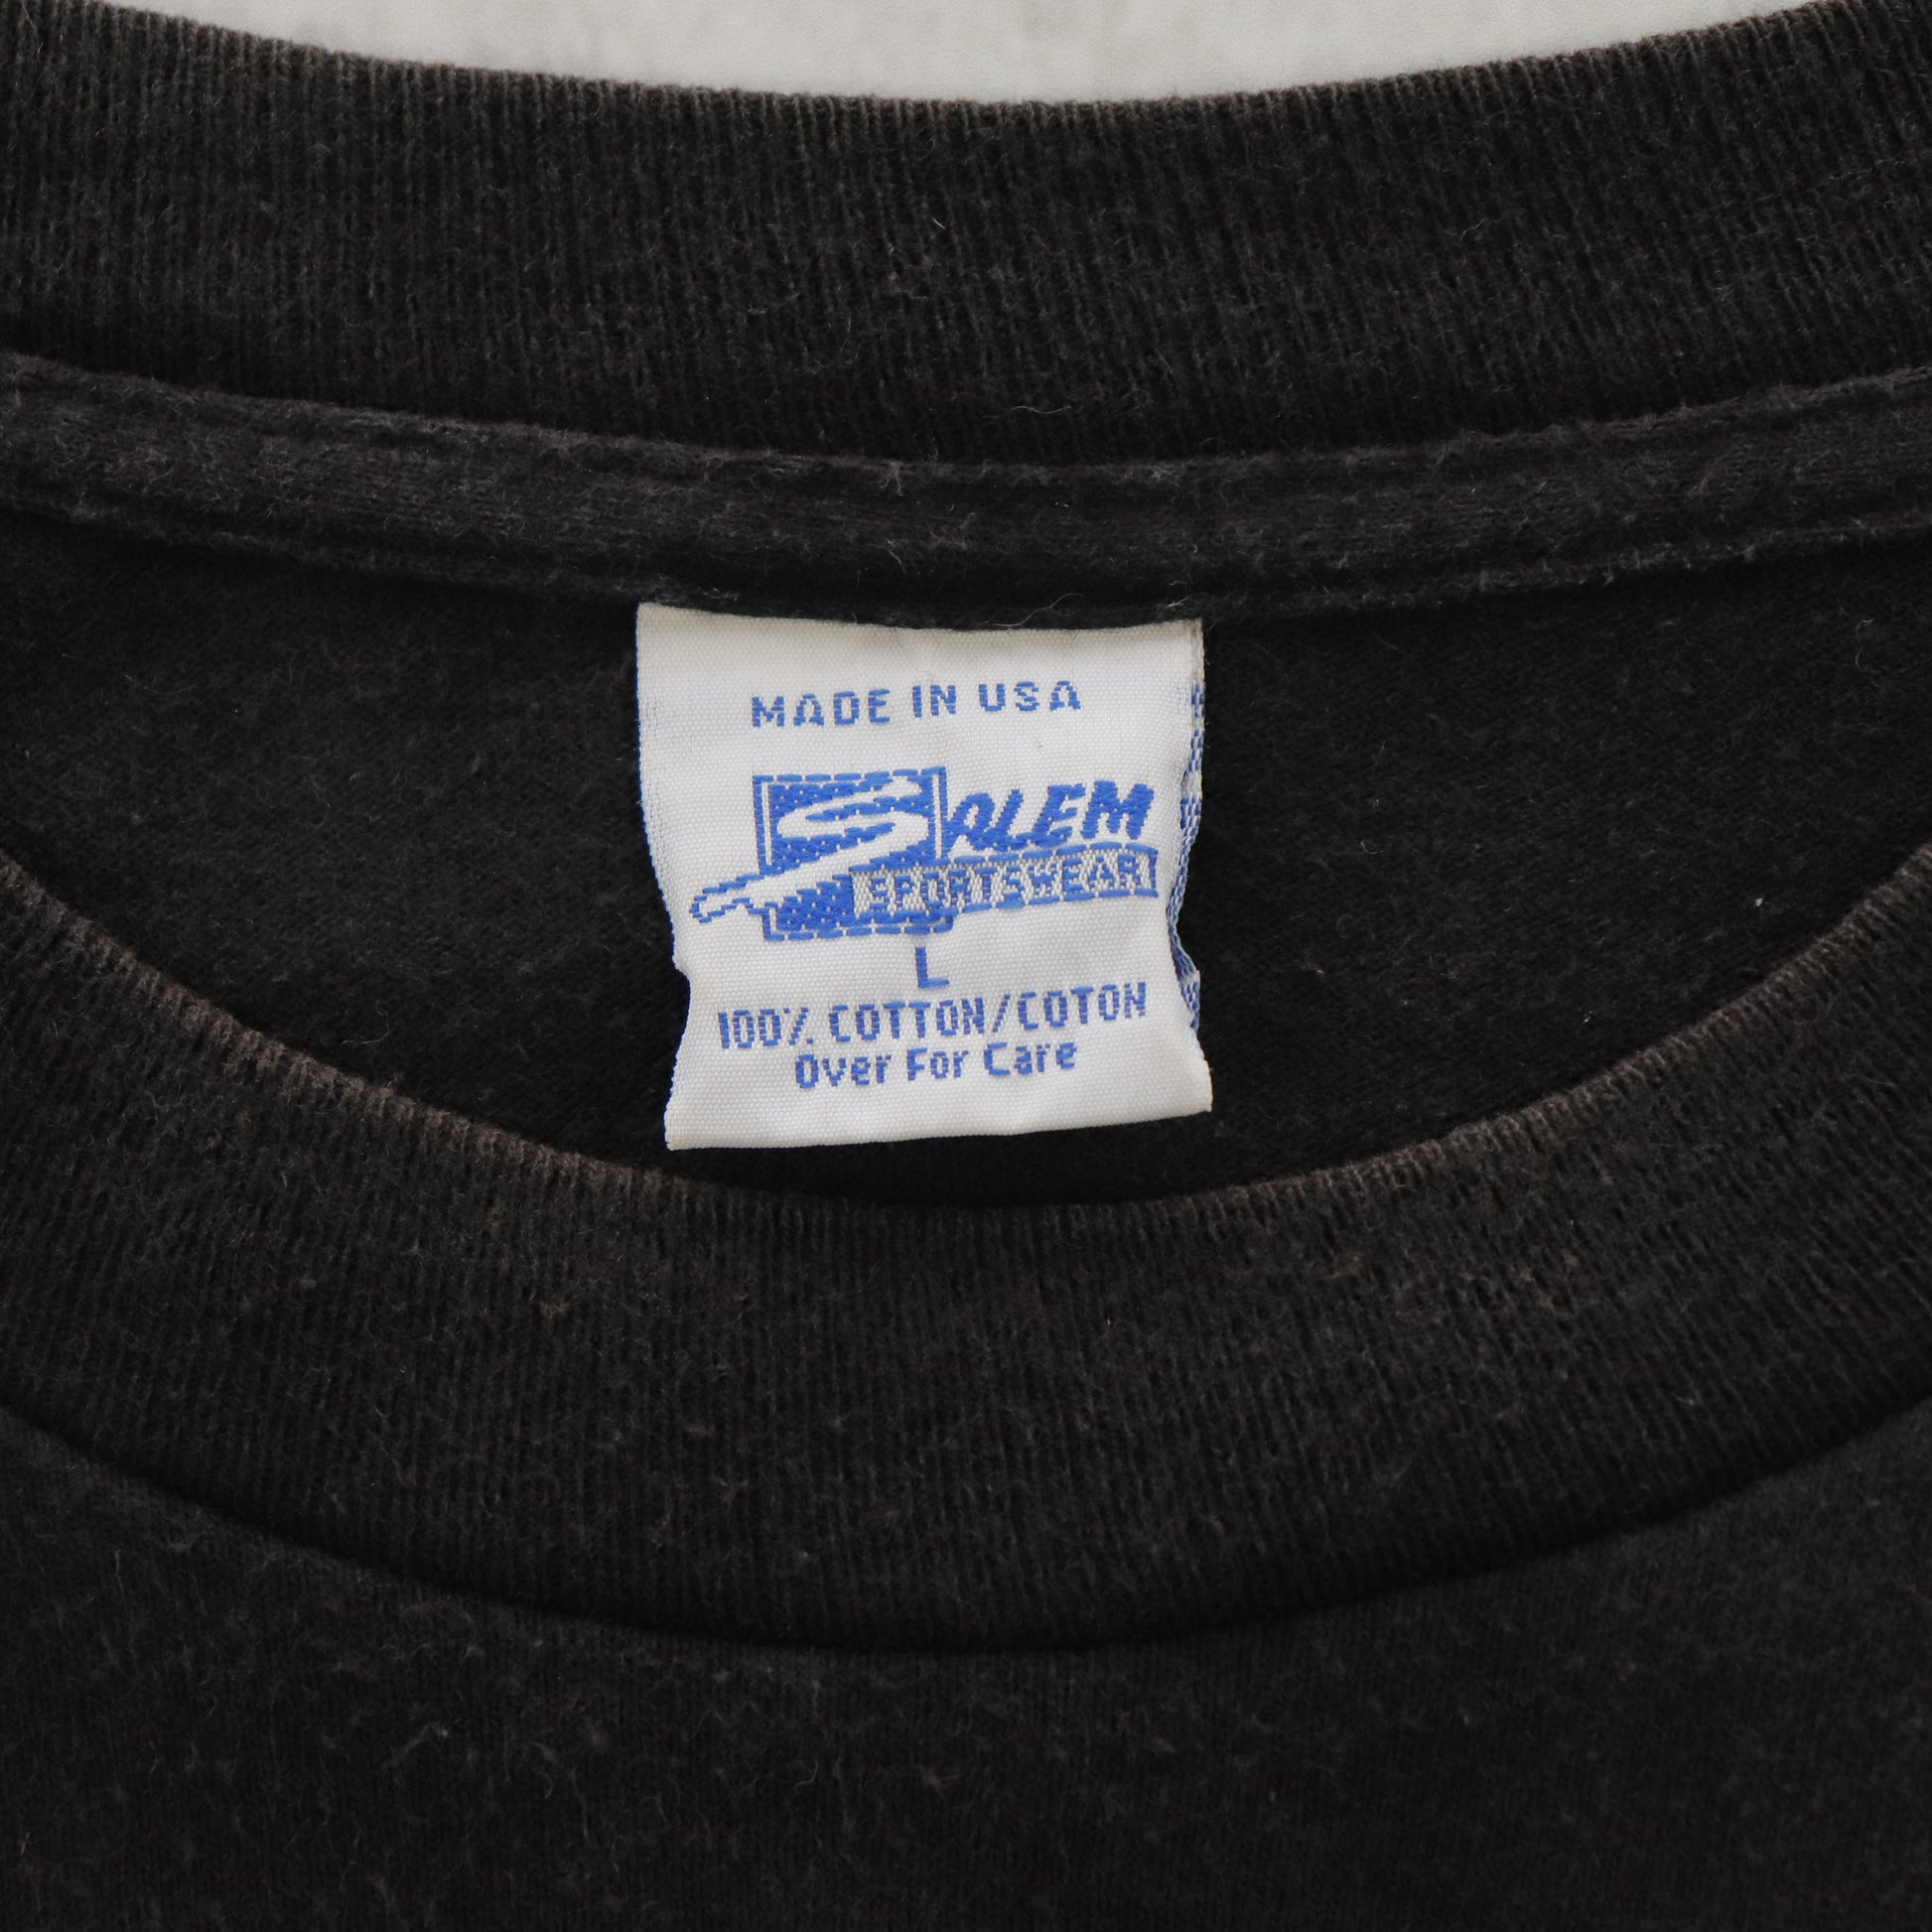 MADE IN USA
SALEM
SPORTSWEAR
L
100% COTTON/COTON
Over For Care